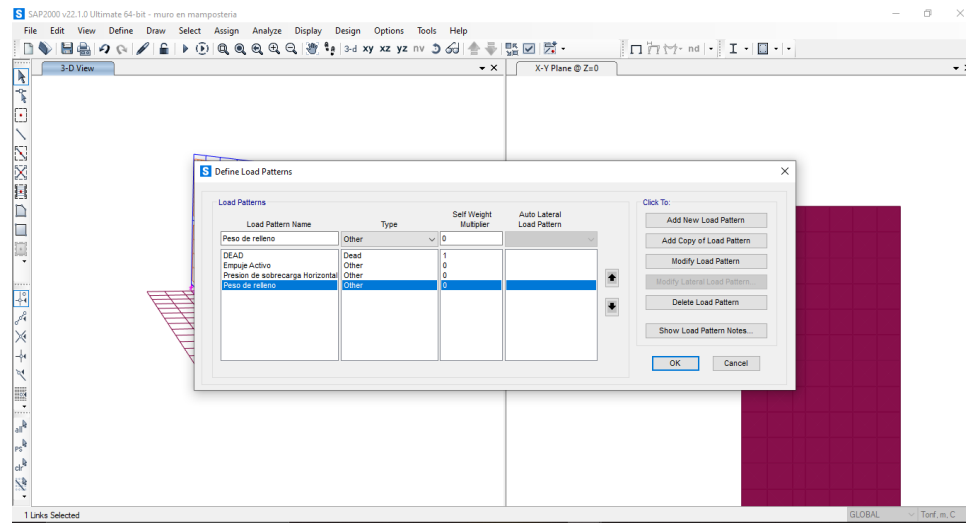 SAP2000 v22.1.0 Ultimate 64-bit - muro en mamposteria
File Edit View Define Draw Select Assign Analyze Display Design Options Tools Help
3-d xy xz yz nv nd
3-D View
X-Y Plane @ Z=0
Define Load Patterns
Load Patterns
Click To:
Load Pattern Name Type Self Weight Multiplier Auto Lateral Load Pattern
Peso de relleno Other 0
DEAD Dead 1
Empuje Activo Other 0
Presion de sobrecarga Horizontal Other 0
Peso de relleno Other 0
Add New Load Pattern
Add Copy of Load Pattern
Modify Load Pattern
Modify Lateral Load Pattern...
Delete Load Pattern
Show Load Pattern Notes...
OK Cancel
all
PS
clr
1 Links Selected
GLOBAL
Tonf, m, C